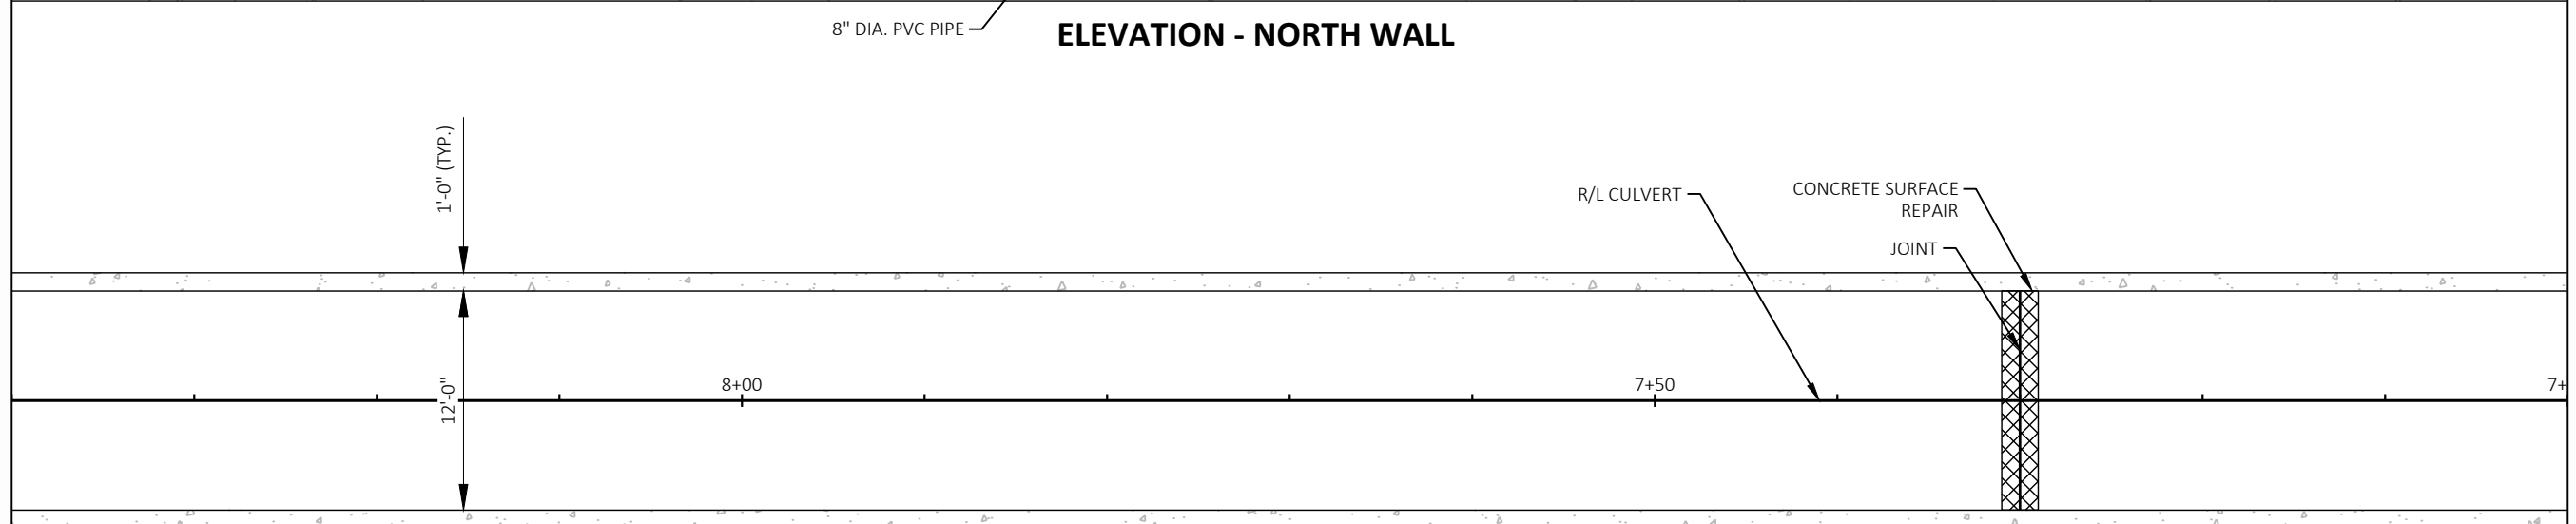 8" DIA. PVC PIPE
ELEVATION - NORTH WALL
1'-0" (TYP.)
R/L CULVERT
CONCRETE SURFACE
REPAIR
JOINT
12'-0"
8+00
7+50
7+